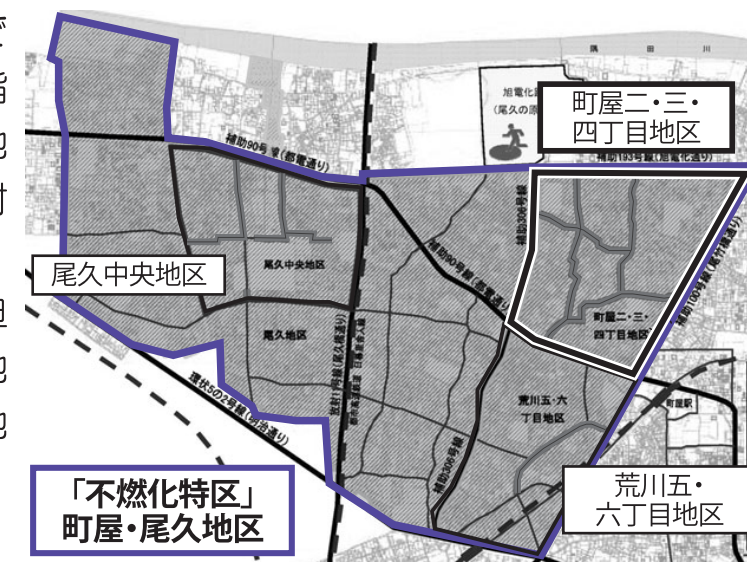 隅田川
旭電化
(尾久の原
町屋二・三・
四丁目地区
補助193号線(旭電化通り)
補助90号線(都電通り)
補助306号線
補助90号線(都電通り)
補助100号線(尾竹橋通り)
尾久中央地区
尾久中央地区
尾久地区
町屋二・三・
四丁目地区
放射11号線(尾久橋通り)
環状5の2号線(明治通り)
荒川五・六
丁目地区
町屋駅
補助306号線
荒川五・
六丁目地区
「不燃化特区」
町屋・尾久地区